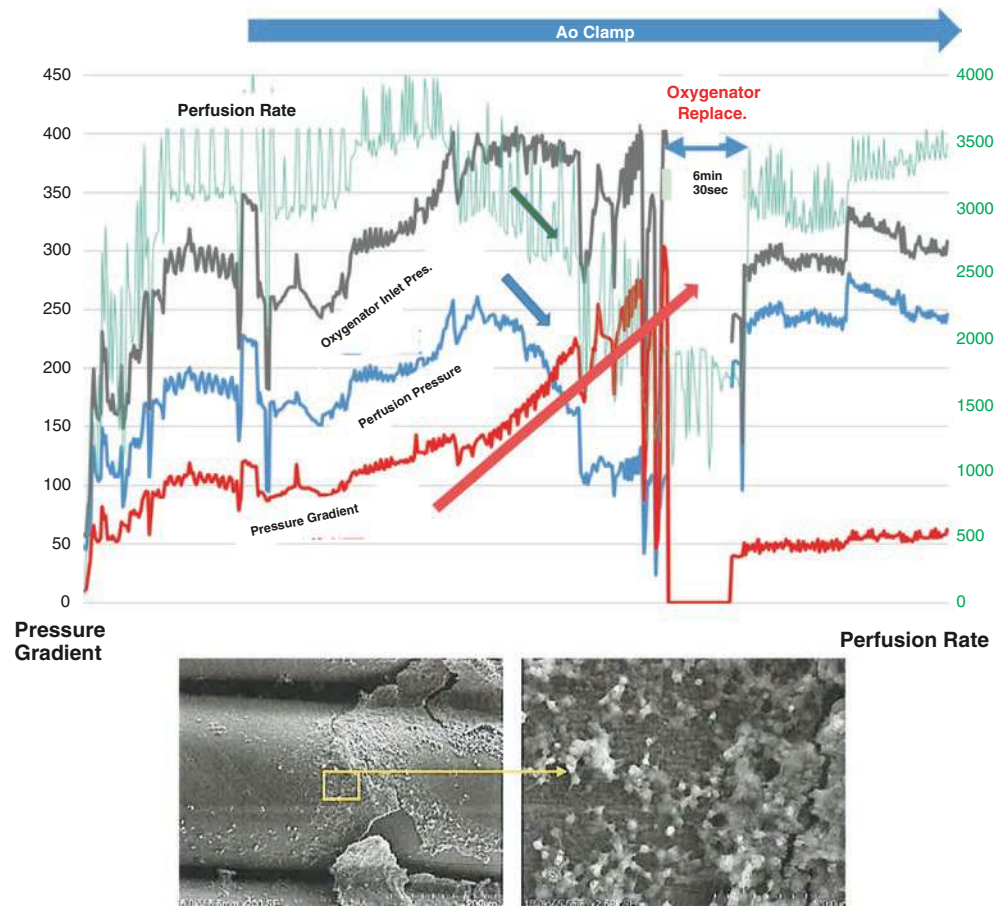 Ao Clamp
450
400
350
300
250
200
150
100
50
0
4000
3500
3000
2500
2000
1500
1000
500
0
Perfusion Rate
Oxygenator
Replace.
6min
30sec
Oxygenator Inlet Pres.
Perfusion Pressure
Pressure Gradient
Pressure
Gradient
Perfusion Rate